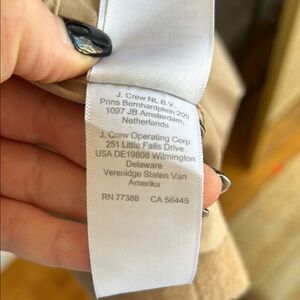 J. Crew NL B.V.
Prins Bernhardplein 200
1097 JB Amsterdam,
Netherlands
J. Crew Operating Corp
251 Little Falls Drive
USA DE19808 Wilmington
Delaware
Verenidge Staten Van
Amerika
RN 77388 CA 56445